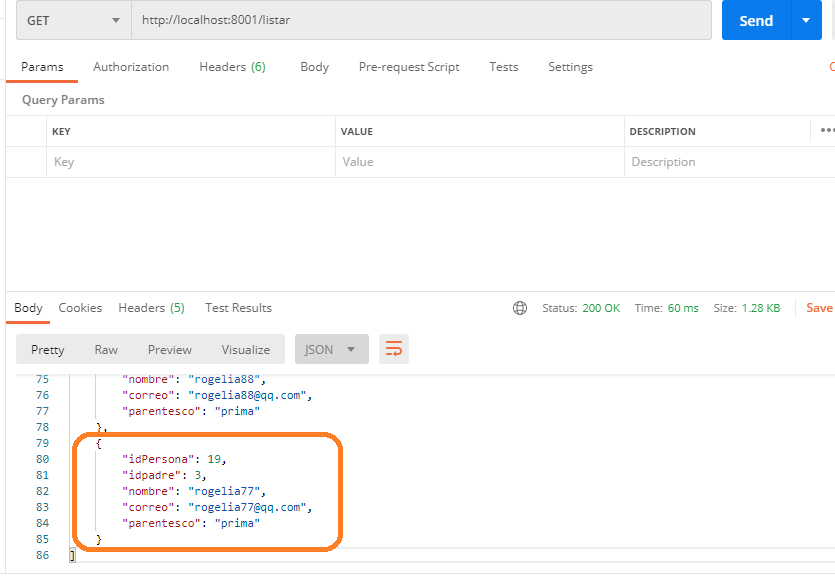 GET http://localhost:8001/listar Send
Params Authorization Headers (6) Body Pre-request Script Tests Settings
Query Params
KEY VALUE DESCRIPTION
Key Value Description
Body Cookies Headers (5) Test Results Status: 200 OK Time: 60 ms Size: 1.28 KB Save
Pretty Raw Preview Visualize JSON
75 "nombre": "rogelia88",
76 "correo": "rogelia88@qq.com",
77 "parentesco": "prima"
78 },
79 {
80 "idPersona": 19,
81 "idpadre": 3,
82 "nombre": "rogelia77",
83 "correo": "rogelia77@qq.com",
84 "parentesco": "prima"
85 }
86 ]